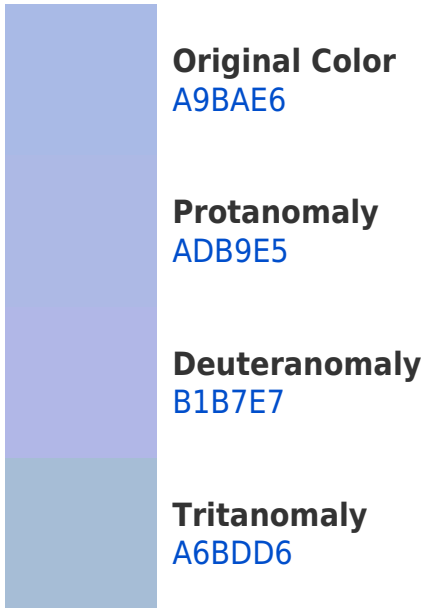 Original Color
A9BAE6
Protanomaly
ADB9E5
Deuteranomaly
B1B7E7
Tritanomaly
A6BDD6